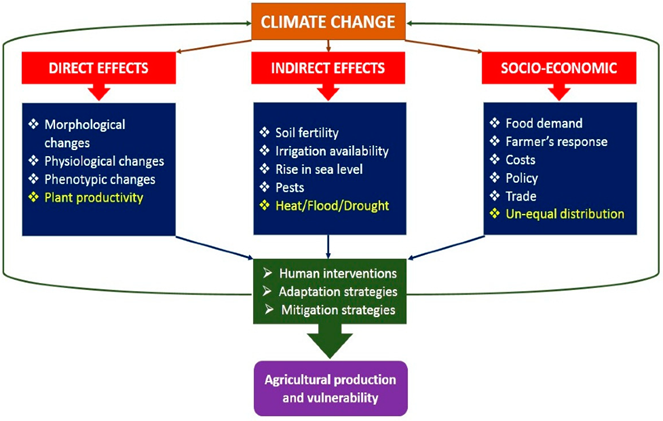 CLIMATE CHANGE
DIRECT EFFECTS
INDIRECT EFFECTS
SOCIO-ECONOMIC
❖ Morphological
changes
❖ Physiological changes
❖ Phenotypic changes
❖ Plant productivity
❖ Soil fertility
❖ Irrigation availability
❖ Rise in sea level
❖ Pests
❖ Heat/Flood/Drought
❖ Food demand
❖ Farmer's response
❖ Costs
❖ Policy
❖ Trade
❖ Un-equal distribution
➢ Human interventions
➢ Adaptation strategies
➢ Mitigation strategies
Agricultural production
and vulnerability